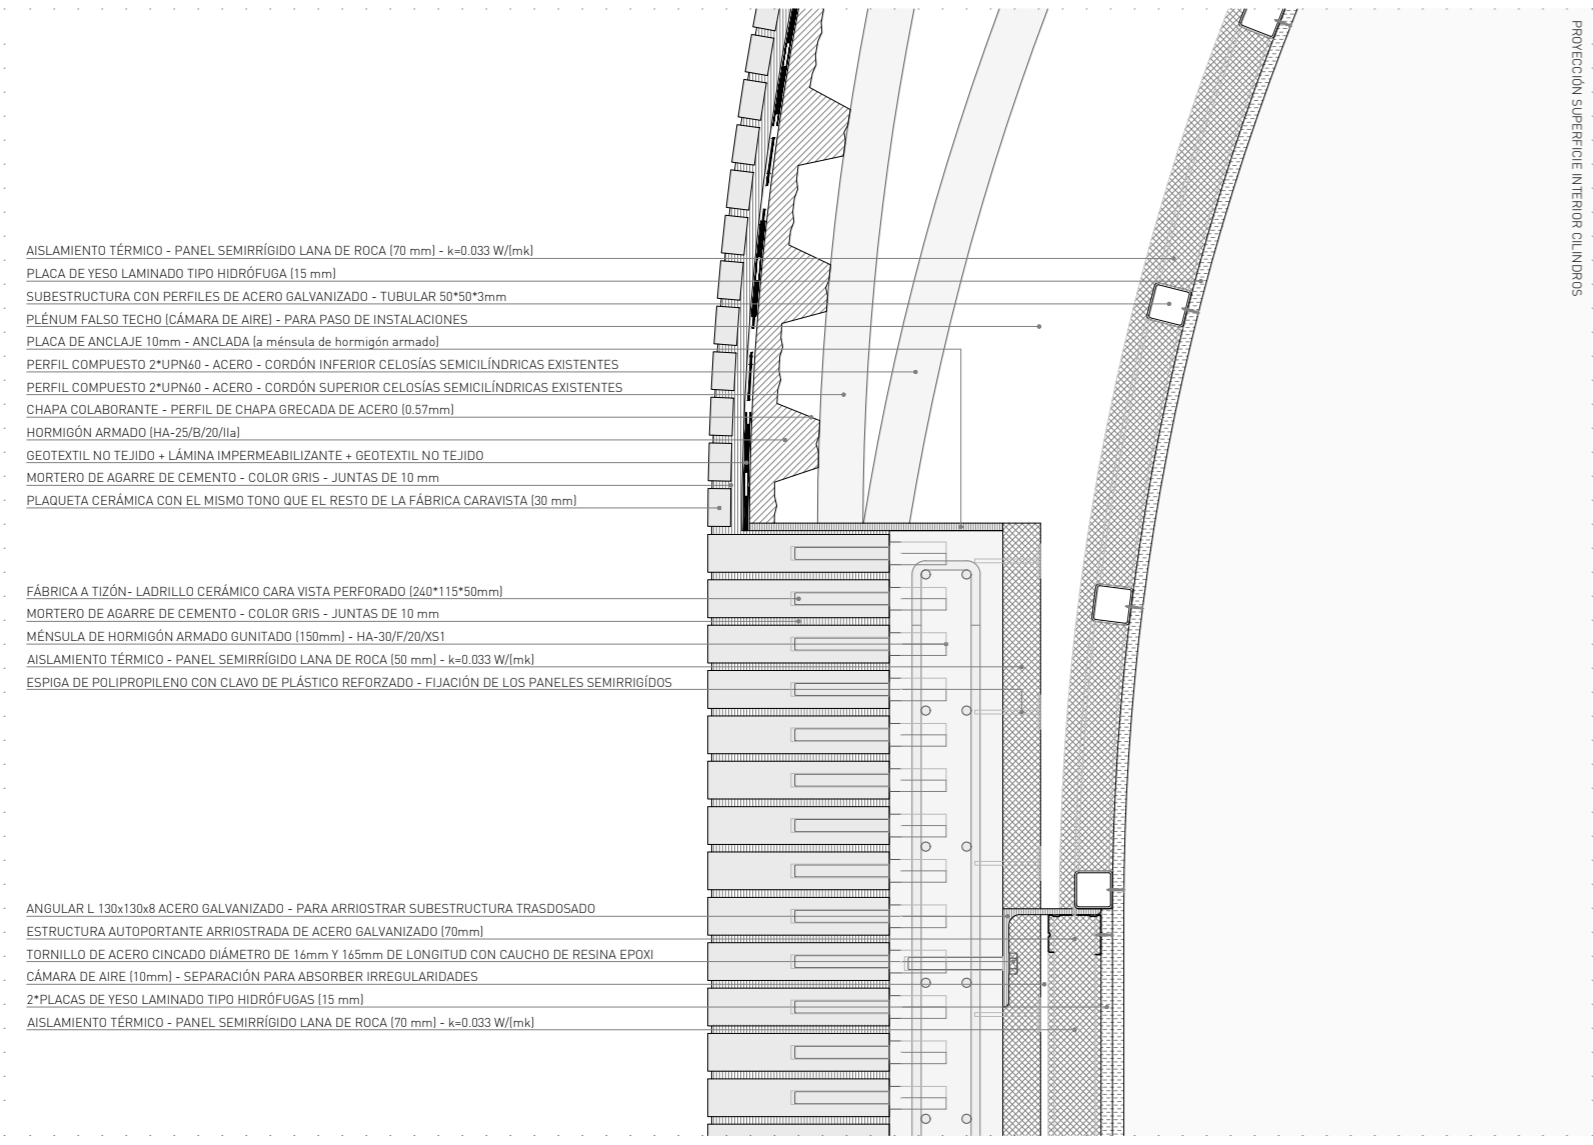 AISLAMIENTO TÉRMICO - PANEL SEMIRRÍGIDO LANA DE ROCA (70 mm) - k=0.033 W/(mk)
PLACA DE YESO LAMINADO TIPO HIDRÓFUGA (15 mm)
SUBESTRUCTURA CON PERFILES DE ACERO GALVANIZADO - TUBULAR 50*50*3mm
PLÉNUM FALSO TECHO (CÁMARA DE AIRE) - PARA PASO DE INSTALACIONES
PLACA DE ANCLAJE 10mm - ANCLADA (a ménsula de hormigón armado)
PERFIL COMPUESTO 2*UPN60 - ACERO - CORDÓN INFERIOR CELOSÍAS SEMICILÍNDRICAS EXISTENTES
PERFIL COMPUESTO 2*UPN60 - ACERO - CORDÓN SUPERIOR CELOSÍAS SEMICILÍNDRICAS EXISTENTES
CHAPA COLABORANTE - PERFIL DE CHAPA GRECADA DE ACERO (0.57mm)
HORMIGÓN ARMADO (HA-25/B/20/IIa)
GEOTEXTIL NO TEJIDO + LÁMINA IMPERMEABILIZANTE + GEOTEXTIL NO TEJIDO
MORTERO DE AGARRE DE CEMENTO - COLOR GRIS - JUNTAS DE 10 mm
PLAQUETA CERÁMICA CON EL MISMO TONO QUE EL RESTO DE LA FÁBRICA CARAVISTA (30 mm)
FÁBRICA A TIZÓN- LADRILLO CERÁMICO CARA VISTA PERFORADO (240*115*50mm)
MORTERO DE AGARRE DE CEMENTO - COLOR GRIS - JUNTAS DE 10 mm
MÉNSULA DE HORMIGÓN ARMADO GUNITADO (150mm) - HA-30/F/20/XS1
AISLAMIENTO TÉRMICO - PANEL SEMIRRÍGIDO LANA DE ROCA (50 mm) - k=0.033 W/(mk)
ESPIGA DE POLIPROPILENO CON CLAVO DE PLÁSTICO REFORZADO - FIJACIÓN DE LOS PANELES SEMIRRIGÍDOS
ANGULAR L 130x130x8 ACERO GALVANIZADO - PARA ARRIOSTRAR SUBESTRUCTURA TRASDOSADO
ESTRUCTURA AUTOPORTANTE ARRIOSTRADA DE ACERO GALVANIZADO (70mm)
TORNILLO DE ACERO CINCADO DIÁMETRO DE 16mm Y 165mm DE LONGITUD CON CAUCHO DE RESINA EPOXI
CÁMARA DE AIRE (10mm) - SEPARACIÓN PARA ABSORBER IRREGULARIDADES
2*PLACAS DE YESO LAMINADO TIPO HIDRÓFUGAS (15 mm)
AISLAMIENTO TÉRMICO - PANEL SEMIRRÍGIDO LANA DE ROCA (70 mm) - k=0.033 W/(mk)
PROYECCIÓN SUPERFICIE INTERIOR CILINDROS